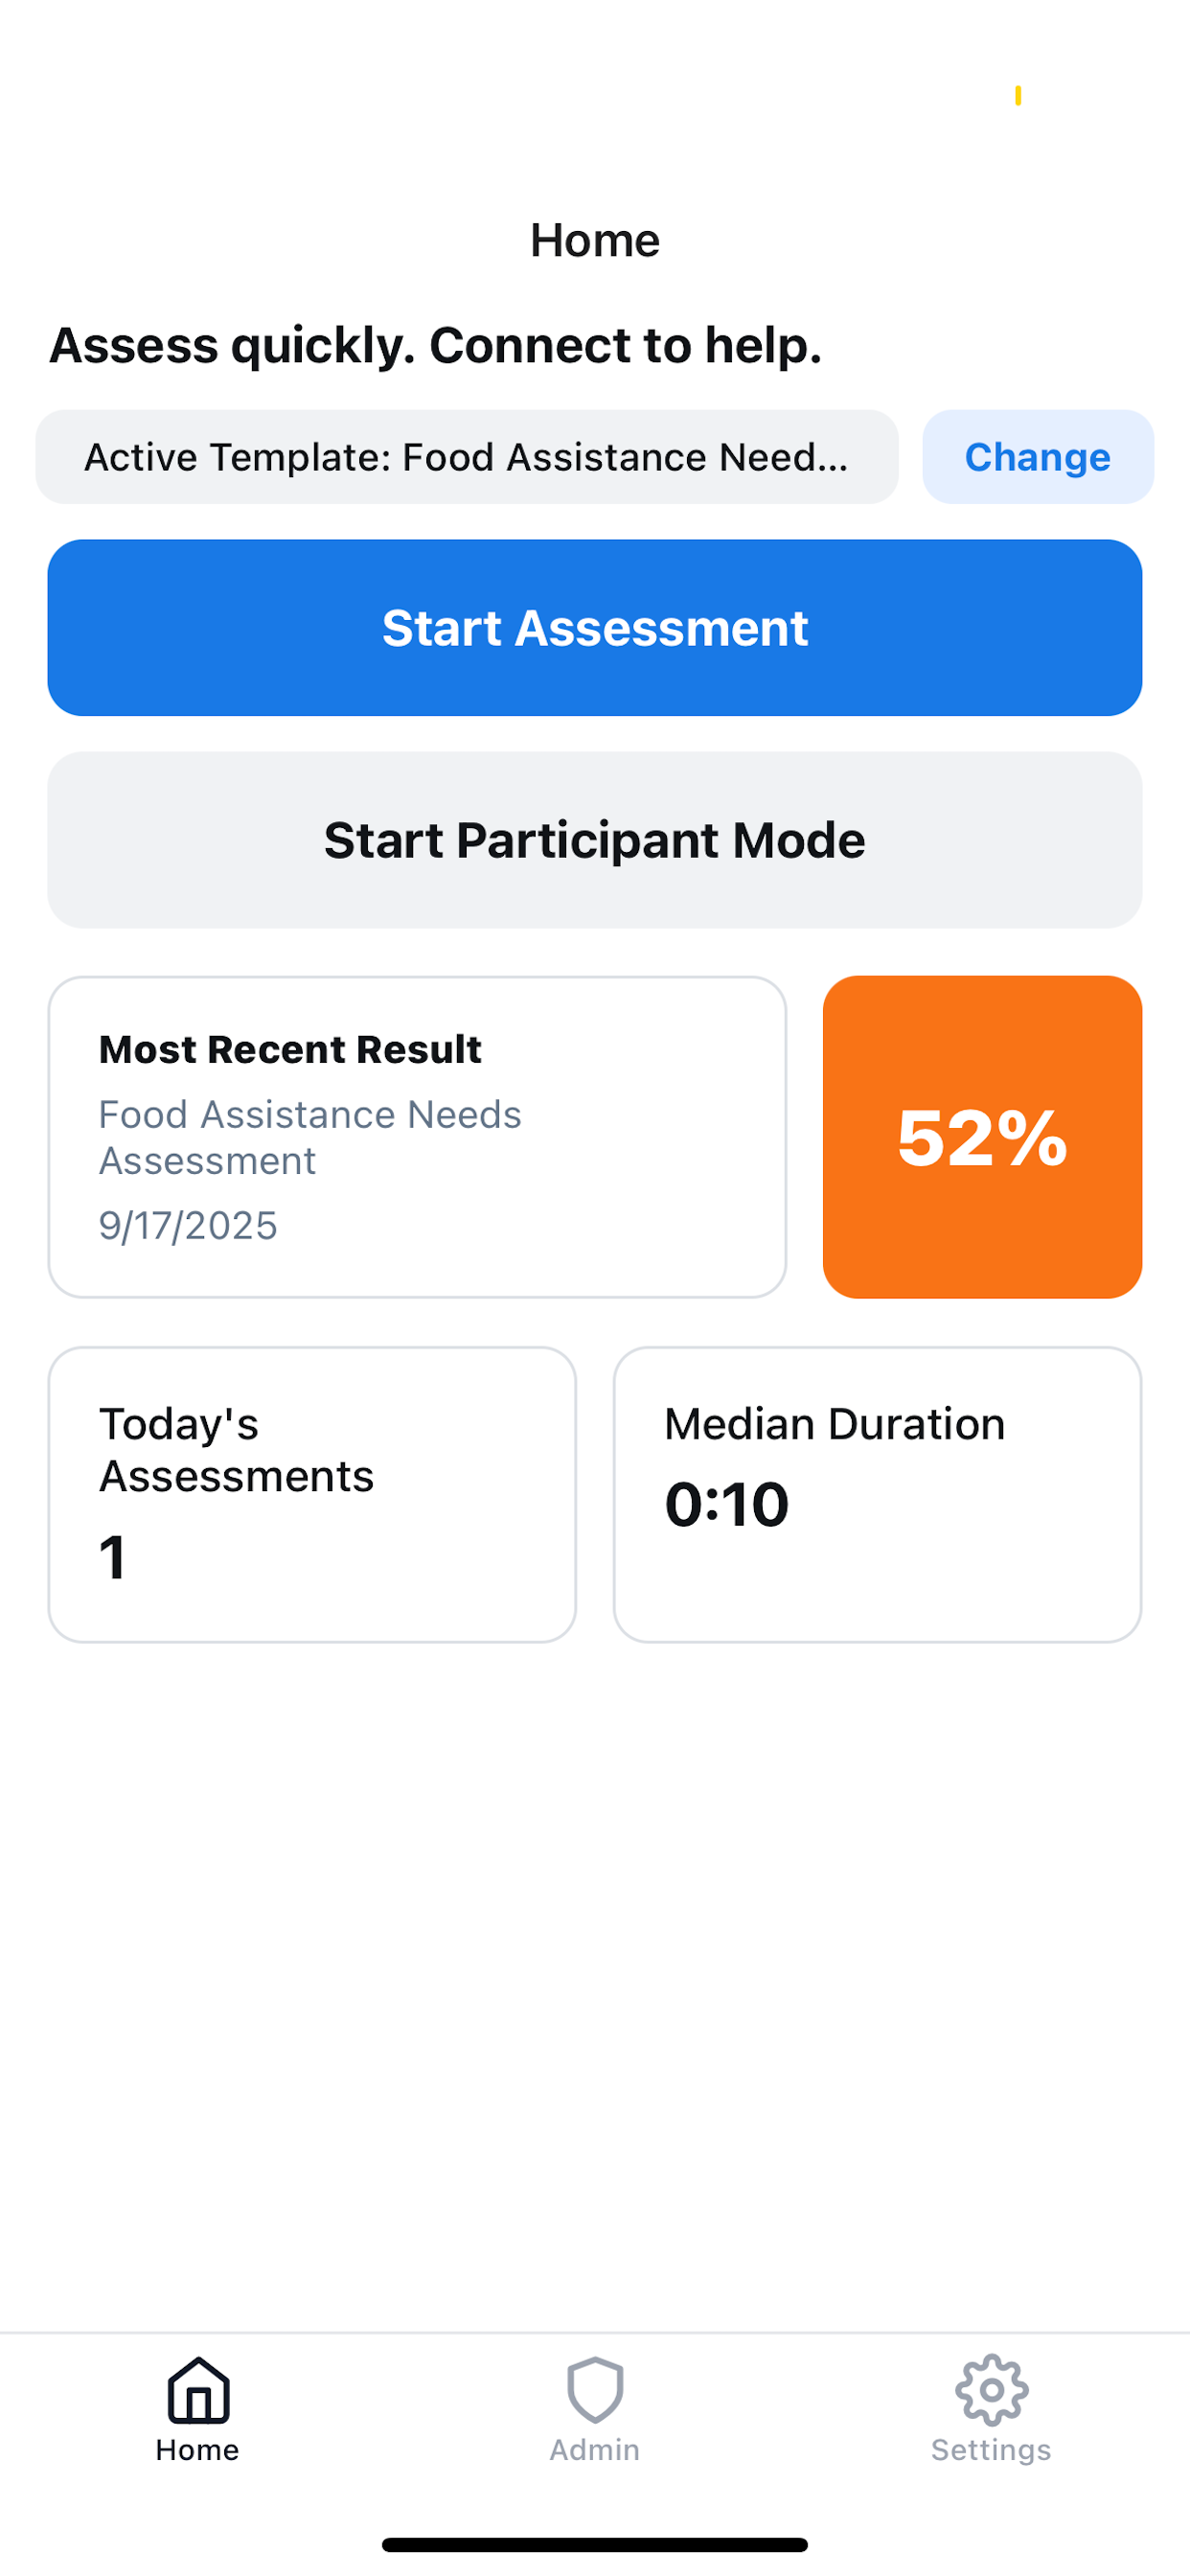 Home
Assess quickly. Connect to help.
Active Template: Food Assistance Need...
Change
Start Assessment
Start Participant Mode
Most Recent Result
Food Assistance Needs
Assessment
9/17/2025
52%
Today's
Assessments
1
Median Duration
0:10
Home
Admin
Settings